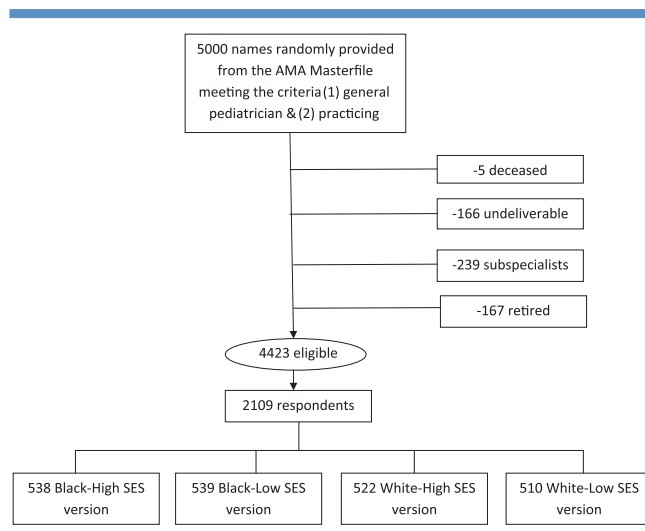 5000 names randomly provided
from the AMA Masterfile
meeting the criteria (1) general
pediatrician & (2) practicing
-5 deceased
-166 undeliverable
-239 subspecialists
-167 retired
4423 eligible
2109 respondents
538 Black-High SES
version
539 Black-Low SES
version
522 White-High SES
version
510 White-Low SES
version